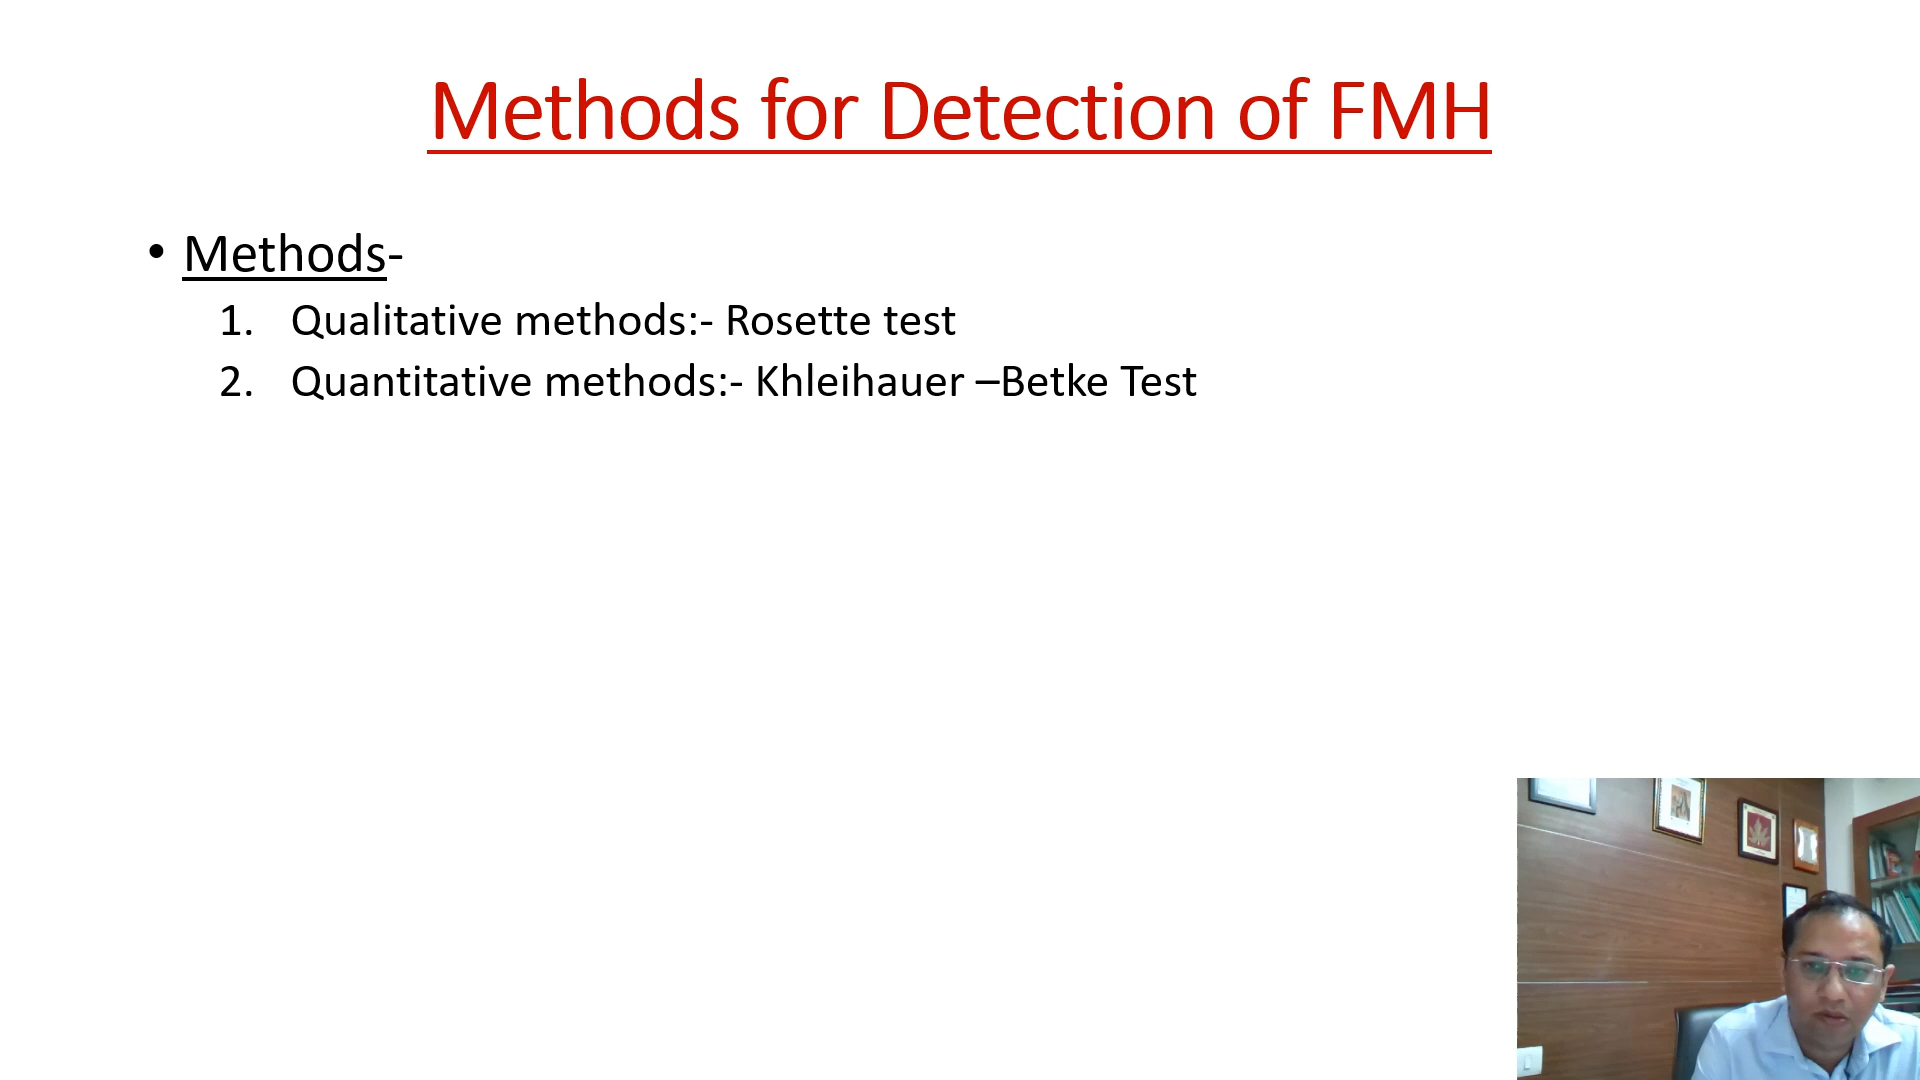 Methods for Detection of FMH
• Methods-
1. Qualitative methods:- Rosette test
2. Quantitative methods:- Khleihauer –Betke Test